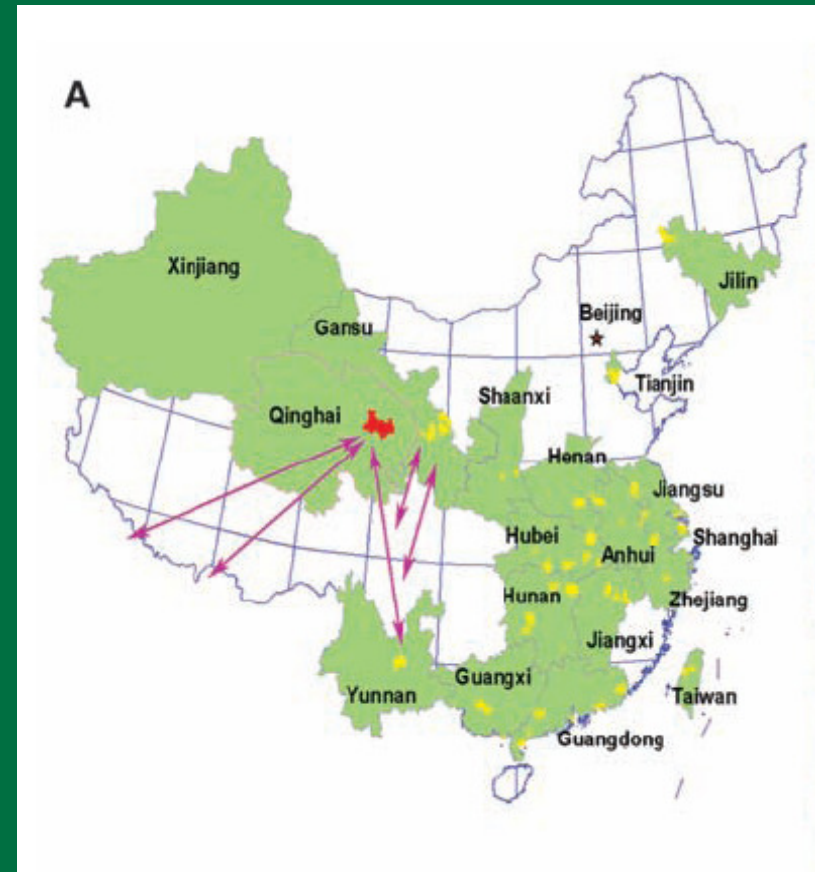 A
Xinjiang
Jilin
Beijing
Gansu
Tianjin
Shaanxi
Qinghai
Henan
Jiangsu
Hubei
Shanghai
Anhui
Hunan
Zhejiang
Jiangxi
Guangxi
Yunnan
Taiwan
Guangdong